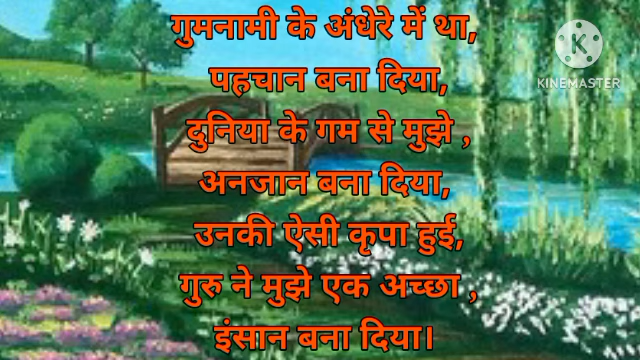 गुमनामी के अंधेरे में था,
पहचान बना दिया,
दुनिया के गम से मुझे ,
अनजान बना दिया,
उनकी ऐसी कृपा हुई,
गुरु ने मुझे एक अच्छा ,
इंसान बना दिया।
K
KINEMASTER